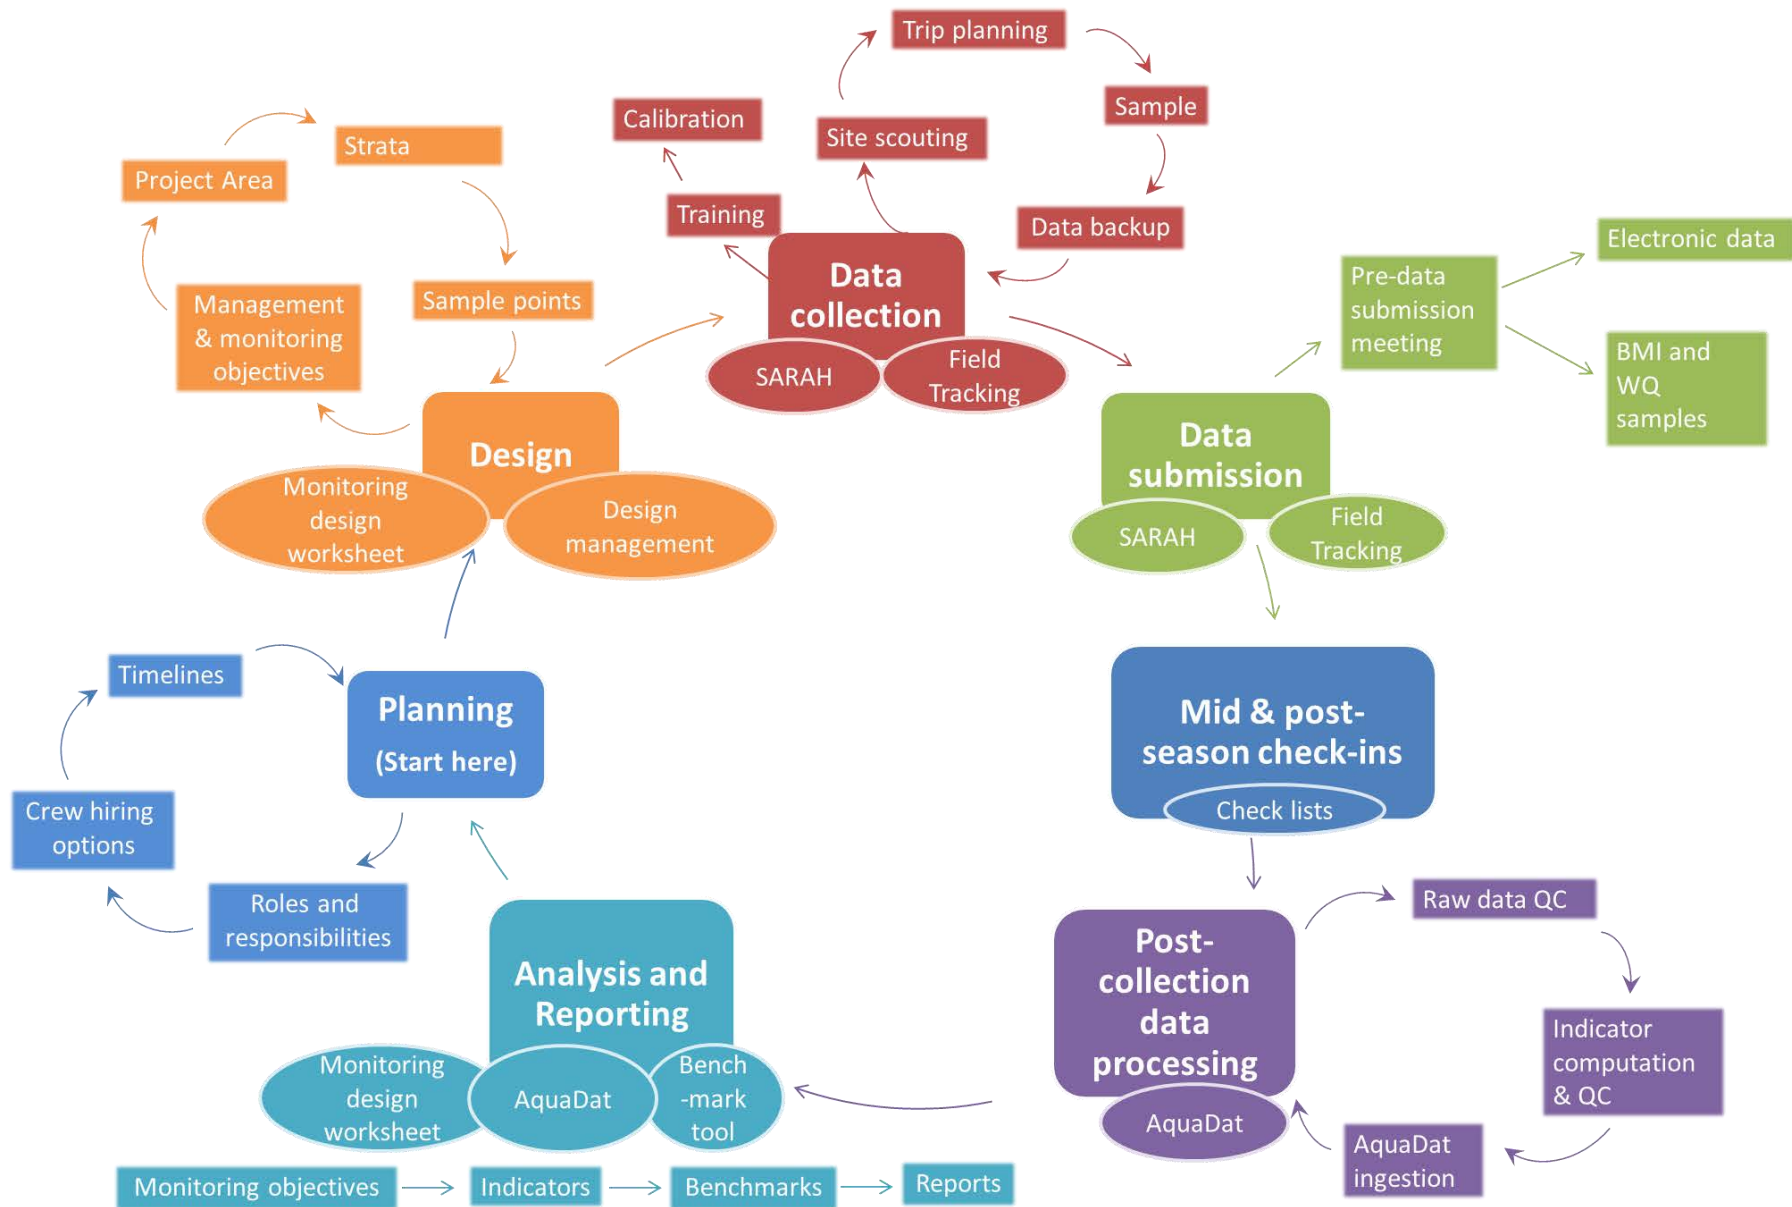 Trip planning
Sample
Site scouting
Calibration
Training
Data backup
Data
collection
SARAH
Field
Tracking
Strata
Project Area
Management
& monitoring
objectives
Sample points
Design
Monitoring
design
worksheet
Design
management
Electronic data
Pre-data
submission
meeting
BMI and
WQ
samples
Data
submission
SARAH
Field
Tracking
Timelines
Planning
(Start here)
Crew hiring
options
Roles and
responsibilities
Mid & post-
season check-ins
Check lists
Raw data QC
Post-
collection
data
processing
AquaDat
Indicator
computation
& QC
AquaDat
ingestion
Analysis and
Reporting
Monitoring
design
worksheet
AquaDat
Bench
-mark
tool
Monitoring objectives
Indicators
Benchmarks
Reports